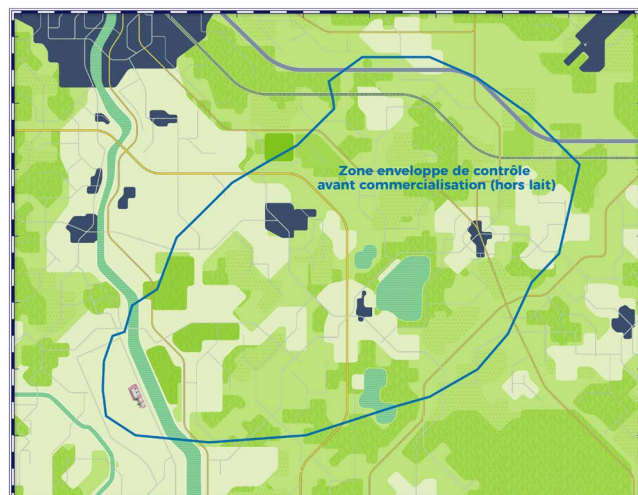 Zone enveloppe de contrôle
avant commercialisation (hors lait)